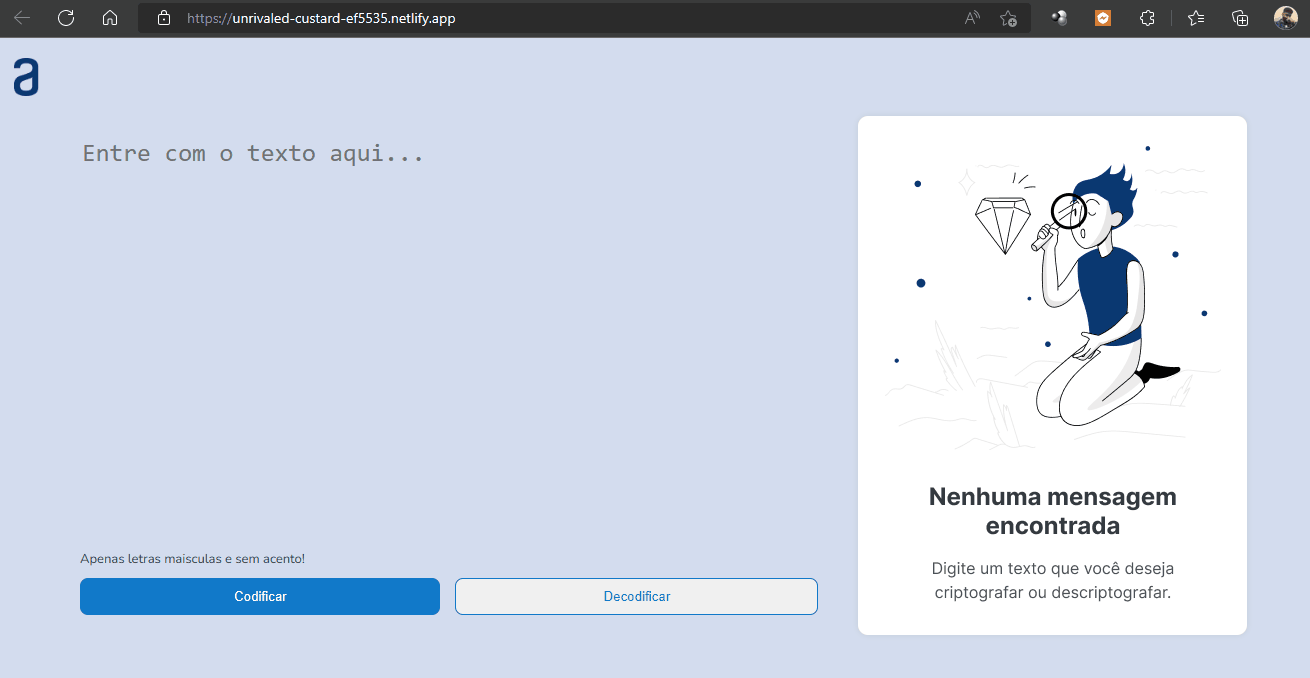 https://unrivaled-custard-ef5535.netlify.app
a
Entre com o texto aqui...
Nenhuma mensagem
encontrada
Digite um texto que você deseja
criptografar ou descriptografar.
Apenas letras maisculas e sem acento!
Codificar
Decodificar